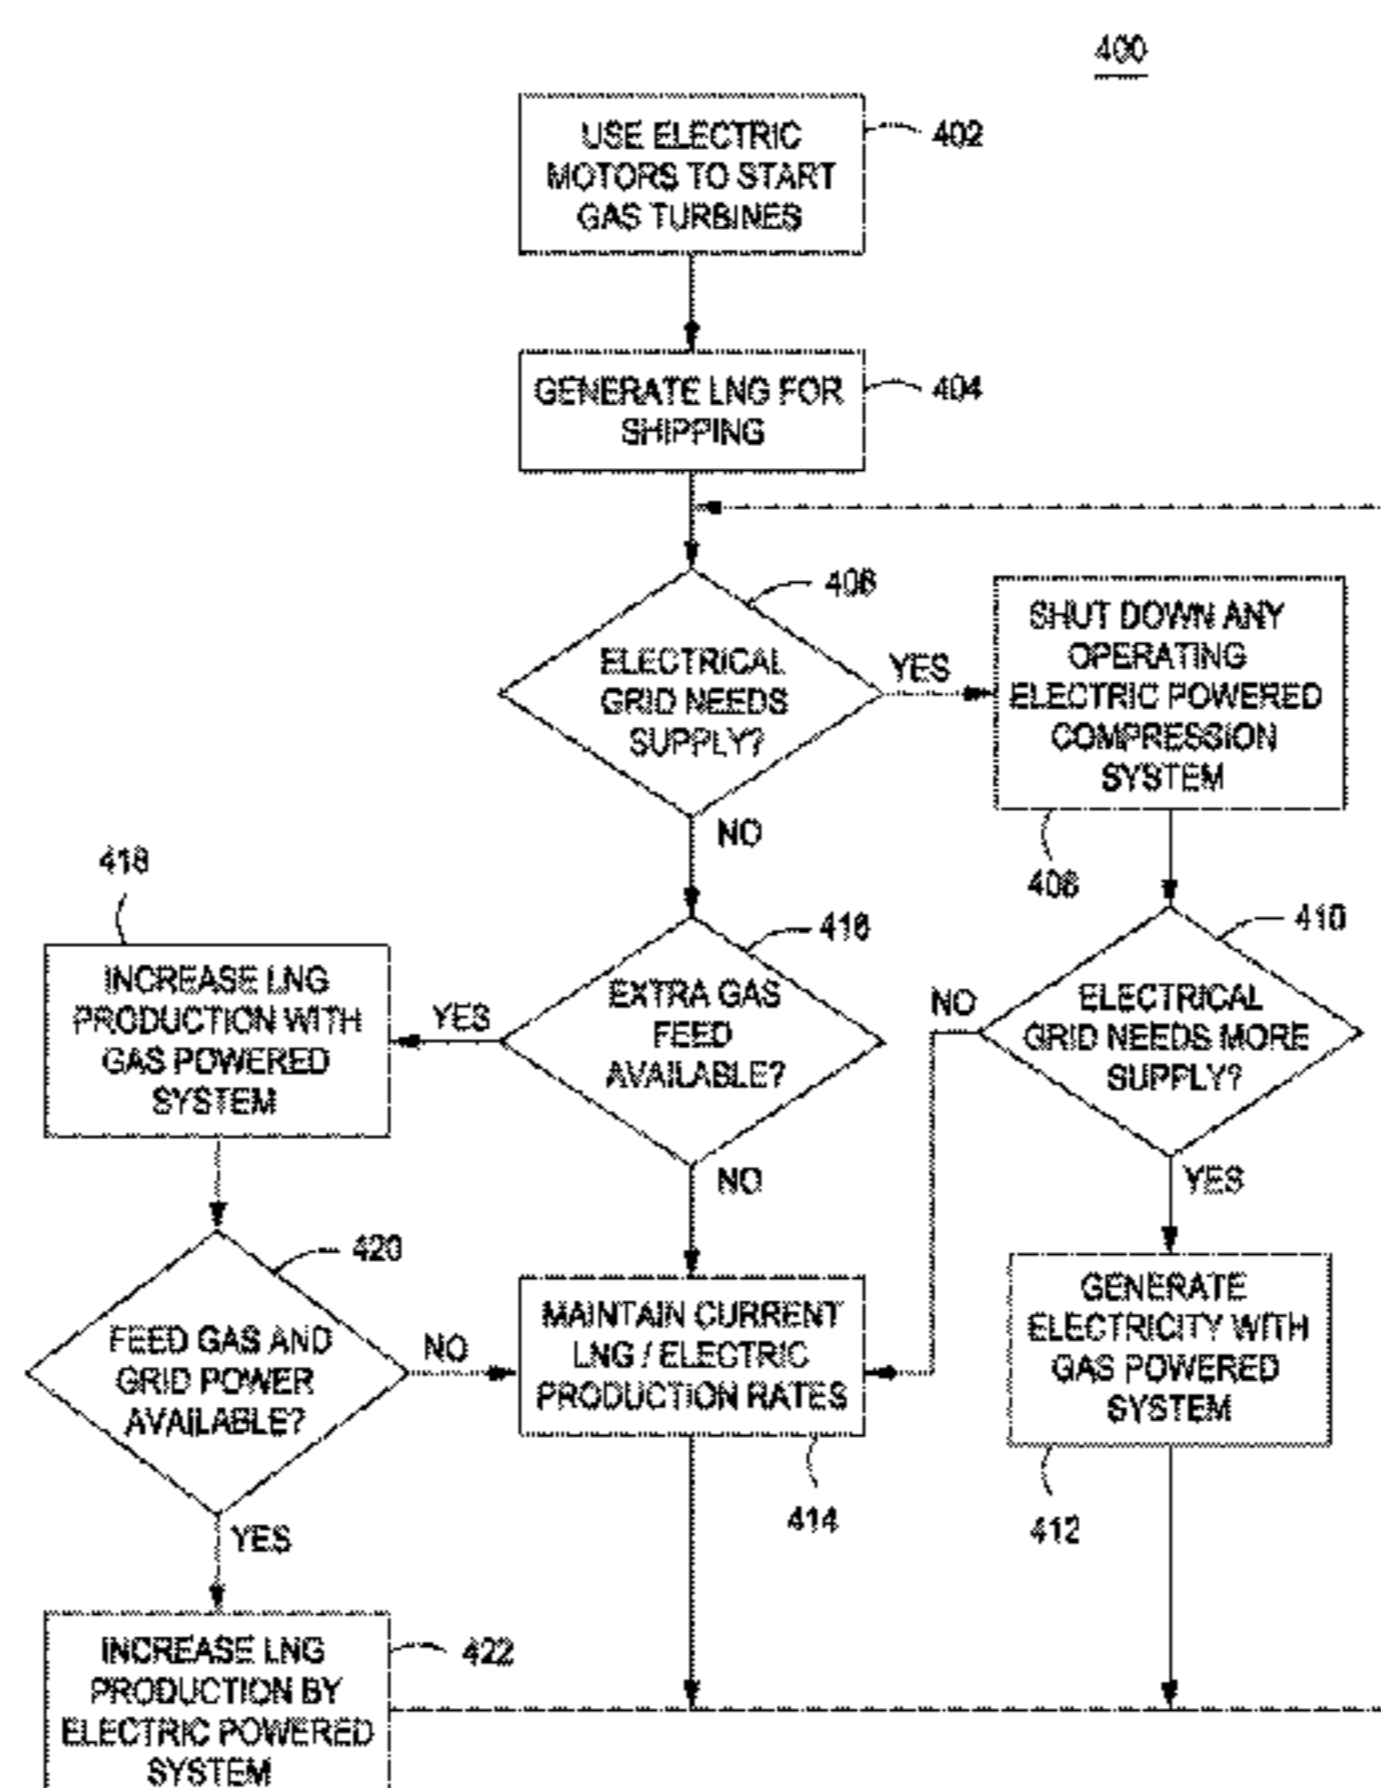 400
USE ELECTRIC
MOTORS TO START
GAS TURBINES
402
GENERATE LNG FOR
SHIPPING
404
406
ELECTRICAL
GRID NEEDS
SUPPLY?
YES
NO
SHUT DOWN ANY
OPERATING
ELECTRIC POWERED
COMPRESSION
SYSTEM
408
418
INCREASE LNG
PRODUCTION WITH
GAS POWERED
SYSTEM
YES
416
EXTRA GAS
FEED
AVAILABLE?
NO
410
NO
ELECTRICAL
GRID NEEDS MORE
SUPPLY?
YES
420
FEED GAS AND
GRID POWER
AVAILABLE?
NO
YES
MAINTAIN CURRENT
LNG / ELECTRIC
PRODUCTION RATES
414
GENERATE
ELECTRICITY WITH
GAS POWERED
SYSTEM
412
INCREASE LNG
PRODUCTION BY
ELECTRIC POWERED
SYSTEM
422